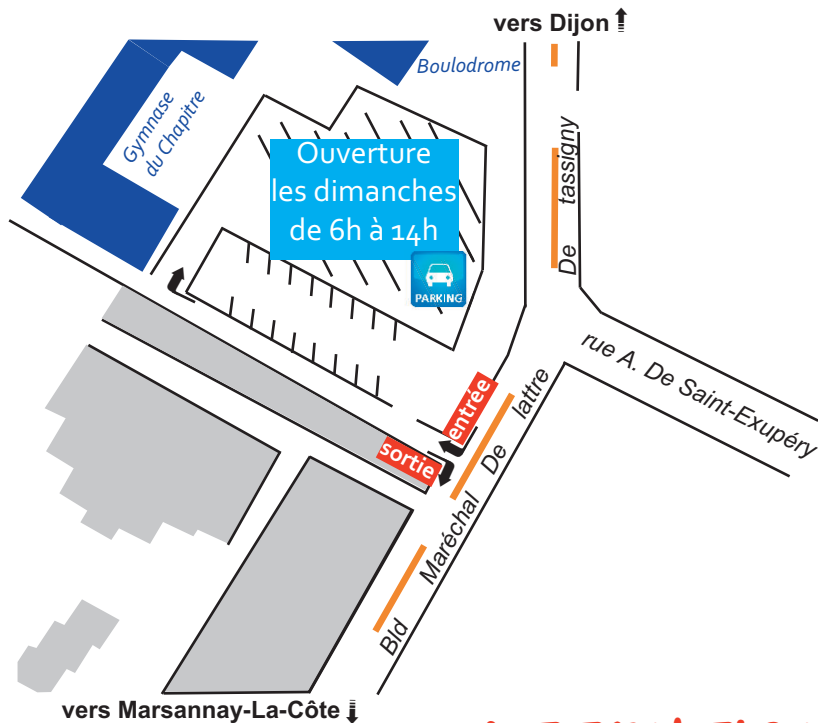 vers Dijon
Boulodrome
Gymnase
du Chapitre
Ouverture
les dimanches
de 6h à 14h
PARKING
De tassigny
rue A. De Saint-Exupéry
entrée
sortie
Bld Maréchal De lattre
vers Marsannay-La-Côte